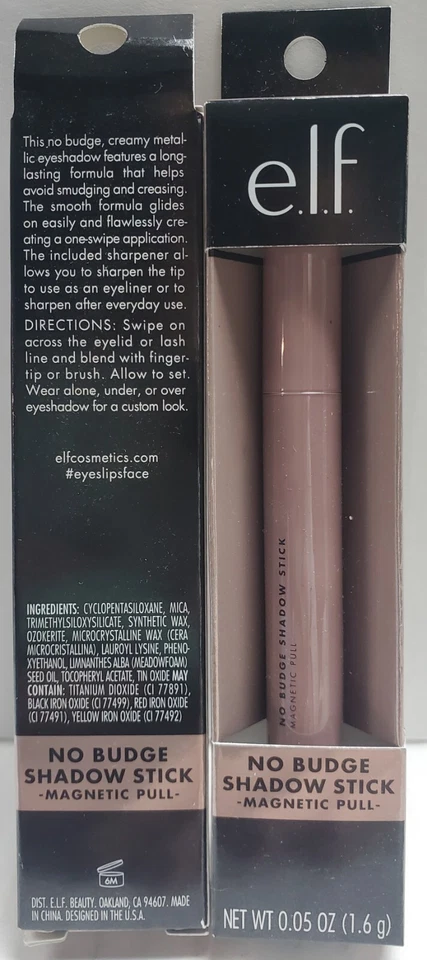 This no budge, creamy metal-
lic eyeshadow features a long-
lasting formula that helps
avoid smudging and creasing.
The smooth formula glides
on easily and flawlessly cre-
ating a one-swipe application.
The included sharpener al-
lows you to sharpen the tip
to use as an eyeliner or to
sharpen after everyday use.
DIRECTIONS: Swipe on
across the eyelid or lash
line and blend with finger-
tip or brush. Allow to set.
Wear alone, under, or over
eyeshadow for a custom look.
elfcosmetics.com
#eyeslipsface
INGREDIENTS: CYCLOPENTASILOXANE, MICA,
TRIMETHYLSILOXYSILICATE, SYNTHETIC WAX,
OZOKERITE, MICROCRYSTALLINE WAX (CERA
MICROCRISTALLINA), LAUROYL LYSINE, PHENO-
XYETHANOL, LIMNANTHES ALBA (MEADOWFOAM)
SEED OIL, TOCOPHERYL ACETATE, TIN OXIDE MAY
CONTAIN: TITANIUM DIOXIDE (CI 77891),
BLACK IRON OXIDE (CI 77499), RED IRON OXIDE
(CI 77491), YELLOW IRON OXIDE (CI 77492)
NO BUDGE
SHADOW STICK
-MAGNETIC PULL-
6M
DIST. E.L.F. BEAUTY. OAKLAND, CA 94607. MADE
IN CHINA. DESIGNED IN THE U.S.A.
e.l.f.
NO BUDGE SHADOW STICK
MAGNETIC PULL
NO BUDGE
SHADOW STICK
-MAGNETIC PULL-
NET WT 0.05 OZ (1.6 g)